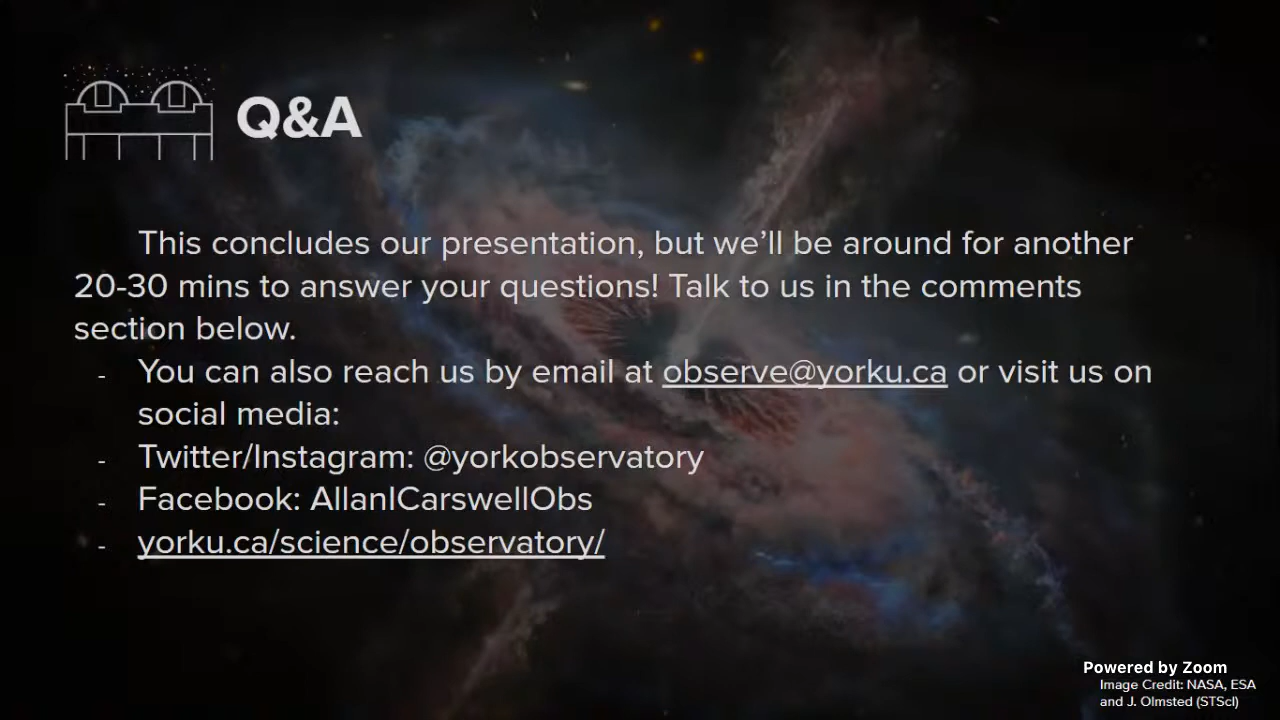 Q&A
This concludes our presentation, but we’ll be around for another
20-30 mins to answer your questions! Talk to us in the comments
section below.
- You can also reach us by email at observe@yorku.ca or visit us on
social media:
- Twitter/Instagram: @yorkobservatory
- Facebook: AllanICarswellObs
- yorku.ca/science/observatory/
Powered by Zoom
Image Credit: NASA, ESA
and J. Olmsted (STScI)